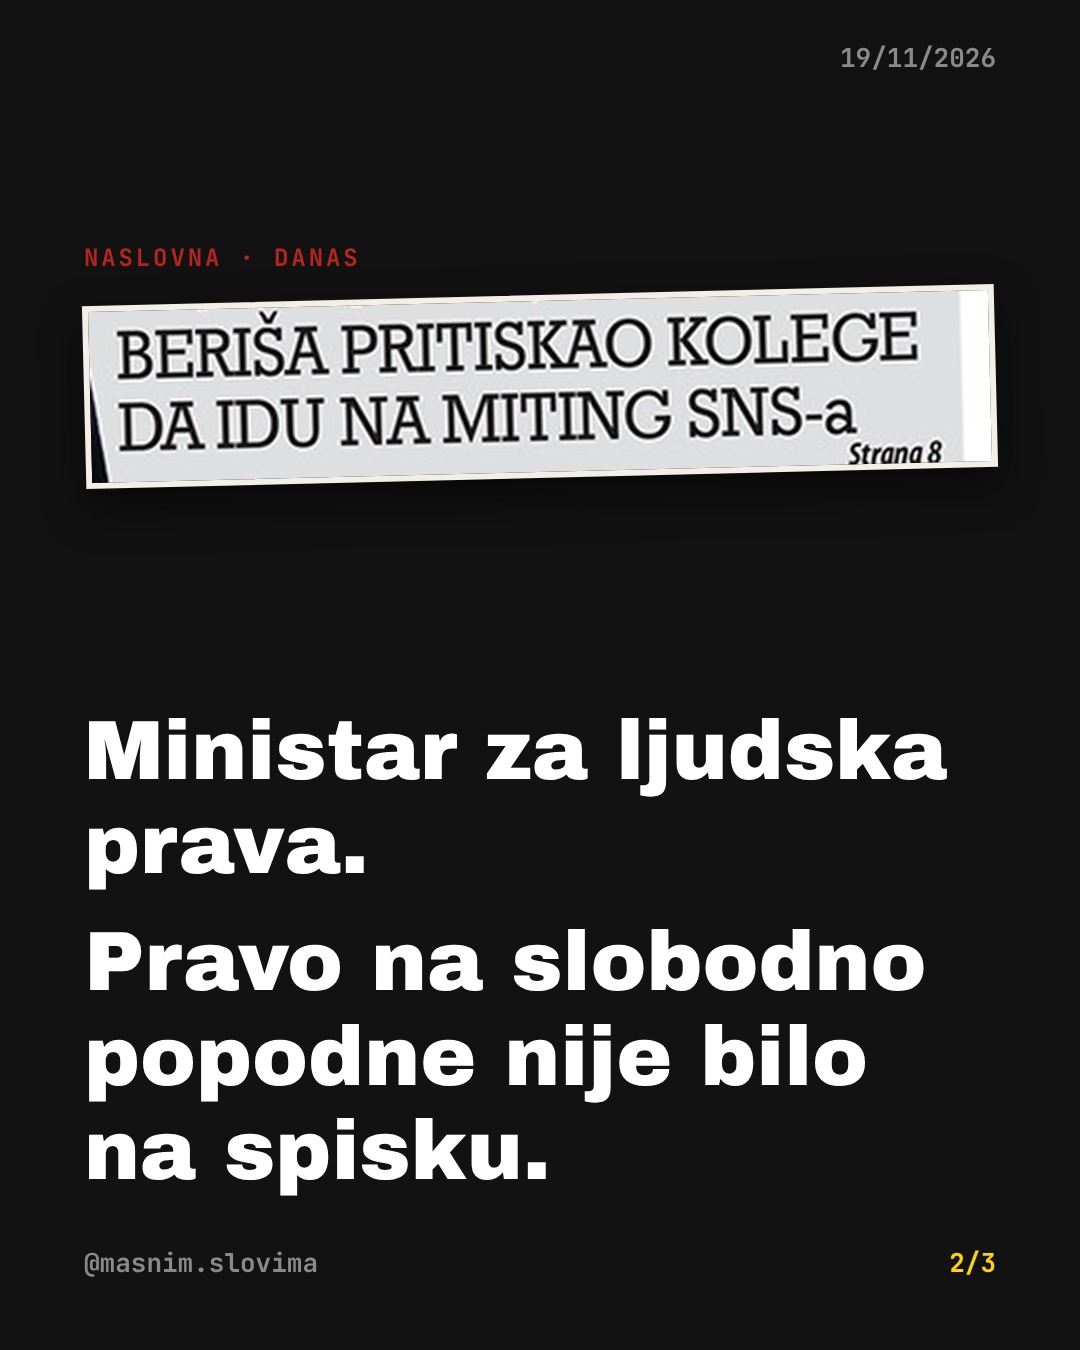 19/11/2026
NASLOVNA · DANAS
BERIŠA PRITISKAO KOLEGE
DA IDU NA MITING SNS-a
Strana 8
Ministar za ljudska
prava.
Pravo na slobodno
popodne nije bilo
na spisku.
@masnim.slovima
2/3